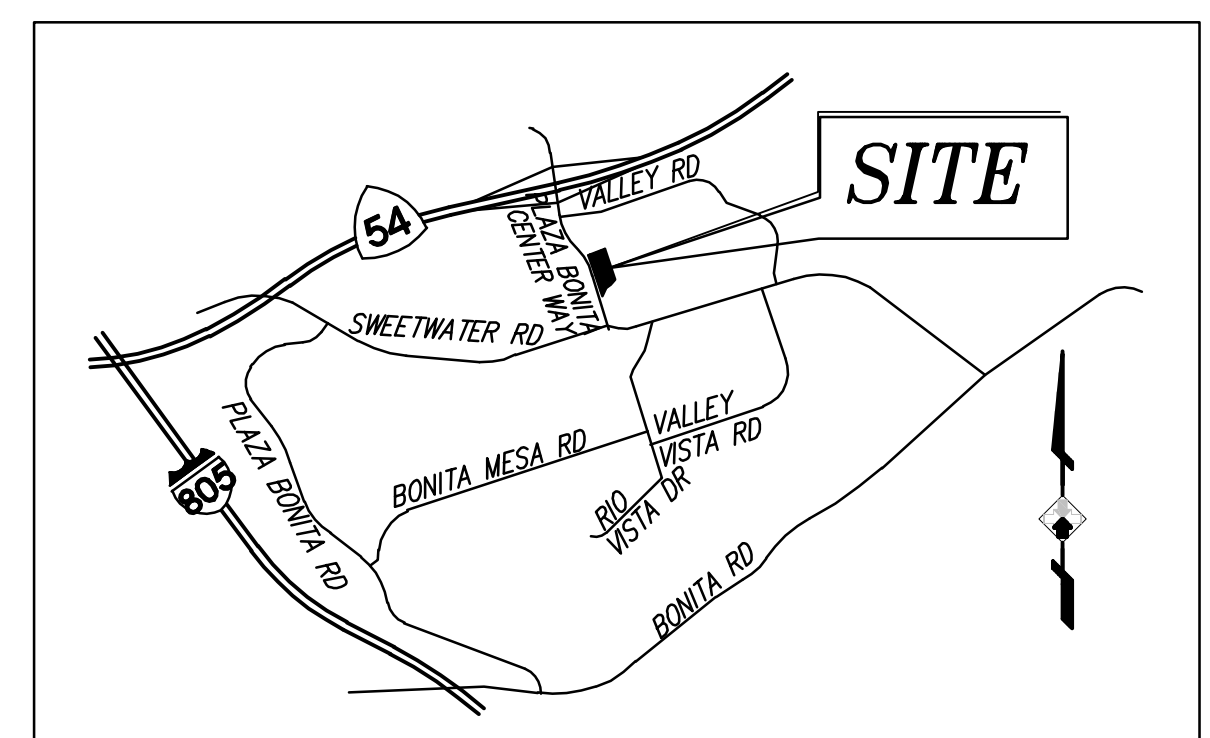 SITE
VALLEY RD
54
PLAZA BONITA
CENTER WAY
SWEETWATER RD
PLAZA BONITA RD
805
BONITA MESA RD
VALLEY
VISTA RD
RIO
VISTA DR
BONITA RD